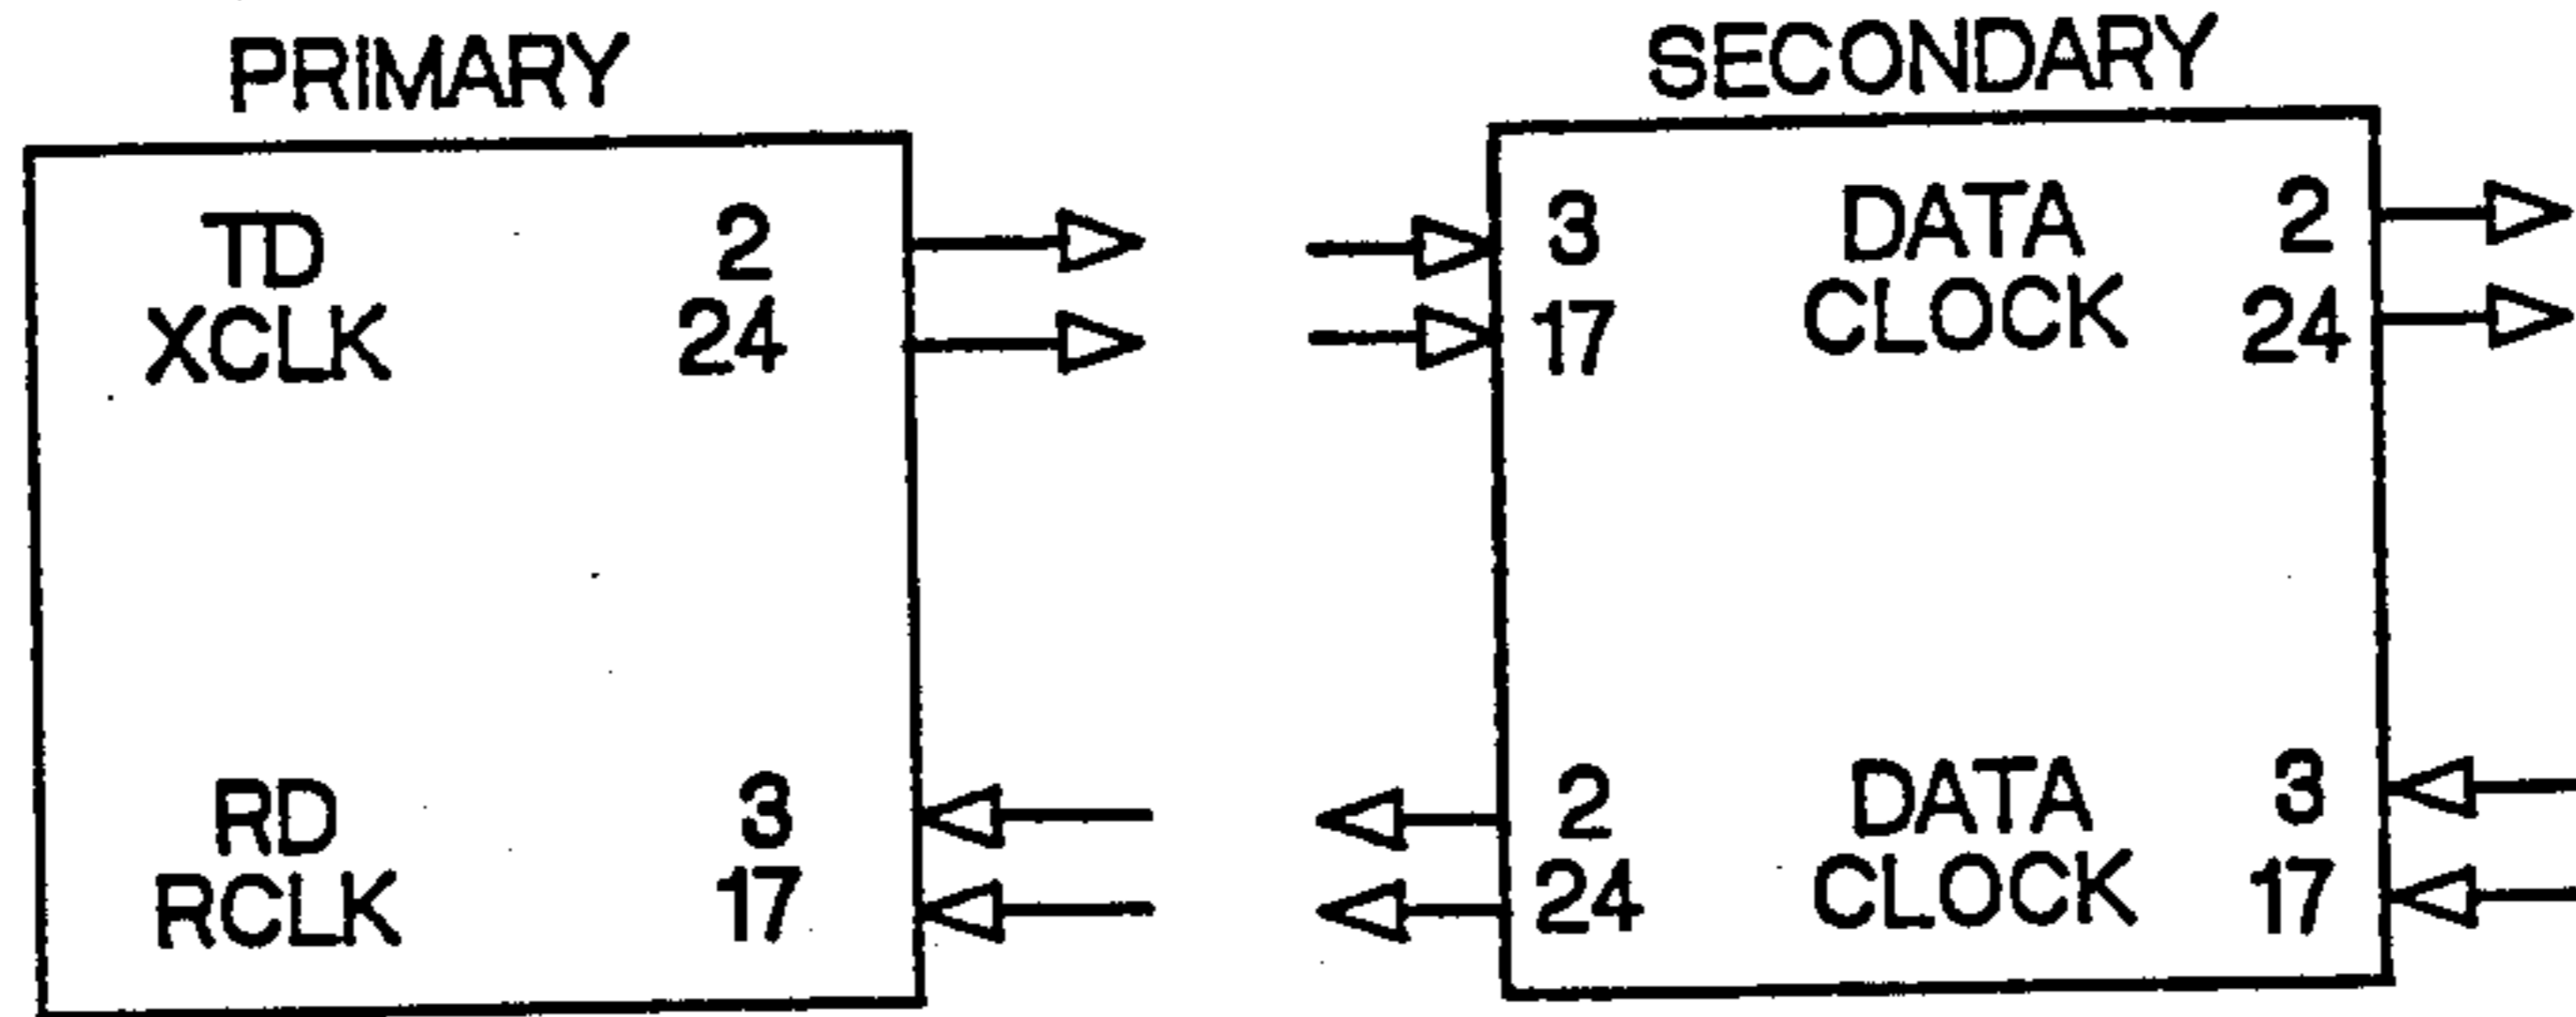 PRIMARY
TD 2
XCLK 24
RD 3
RCLK 17
SECONDARY
3 DATA 2
17 CLOCK 24
2 DATA 3
24 CLOCK 17